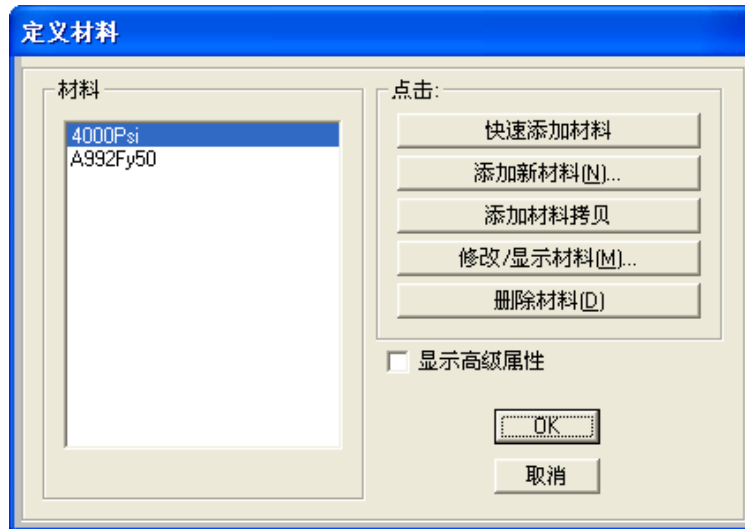 定义材料
材料
4000Psi
A992Fy50
点击:
快速添加材料
添加新材料(N)...
添加材料拷贝
修改/显示材料(M)...
删除材料(D)
显示高级属性
OK
取消